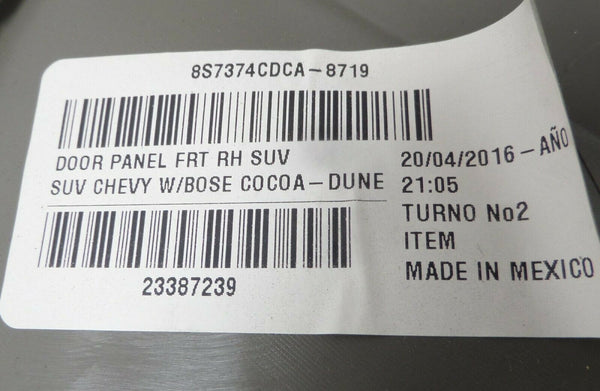 8S7374CDCA-8719
DOOR PANEL FRT RH SUV
SUV CHEVY W/BOSE COCOA-DUNE
23387239
20/04/2016-AÑO
21:05
TURNO No2
ITEM
MADE IN MEXICO